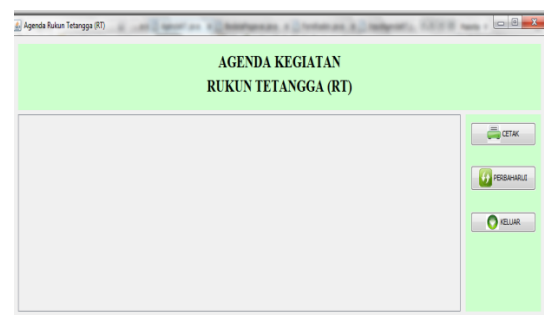 Agenda Rukun Tetangga (RT)
AGENDA KEGIATAN
RUKUN TETANGGA (RT)
CETAK
PERBAHARUI
KELUAR